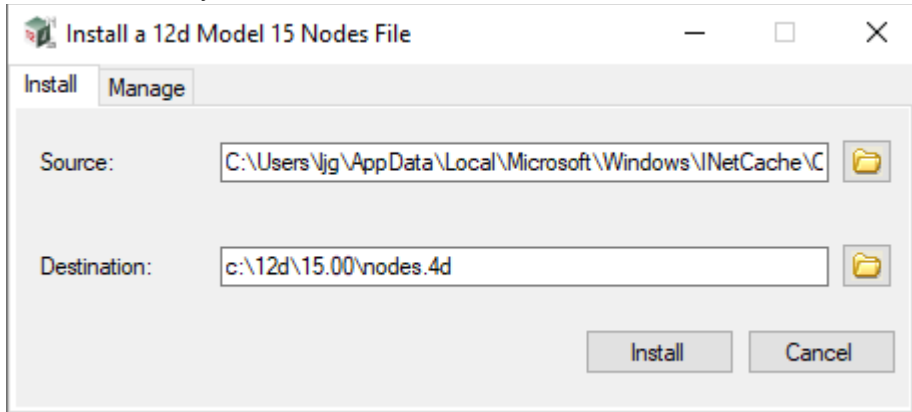 Install a 12d Model 15 Nodes File
Install Manage
Source: C:\Users\ljg\AppData\Local\Microsoft\Windows\INetCache\C
Destination: c:\12d\15.00\nodes.4d
Install Cancel